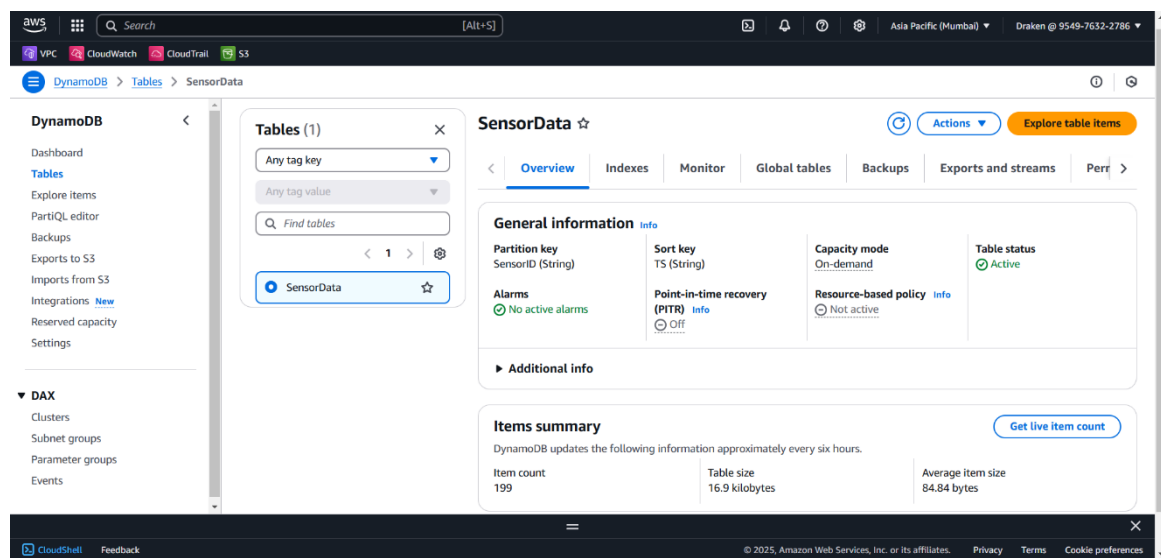 aws
Search
[Alt+S]
Asia Pacific (Mumbai) ▼
Draken @ 9549-7632-2786 ▼
VPC CloudWatch CloudTrail S3
DynamoDB > Tables > SensorData
DynamoDB
Dashboard
Tables
Explore items
PartiQL editor
Backups
Exports to S3
Imports from S3
Integrations New
Reserved capacity
Settings
▼ DAX
Clusters
Subnet groups
Parameter groups
Events
Tables (1)
Any tag key
Any tag value
Find tables
< 1 >
SensorData
SensorData
Actions ▼
Explore table items
Overview Indexes Monitor Global tables Backups Exports and streams Perr
General information Info
Partition key
SensorID (String)
Sort key
TS (String)
Capacity mode
On-demand
Table status
Active
Alarms
No active alarms
Point-in-time recovery
(PITR) Info
Off
Resource-based policy Info
Not active
▶ Additional info
Items summary
Get live item count
DynamoDB updates the following information approximately every six hours.
Item count
199
Table size
16.9 kilobytes
Average item size
84.84 bytes
CloudShell Feedback
© 2025, Amazon Web Services, Inc. or its affiliates. Privacy Terms Cookie preferences